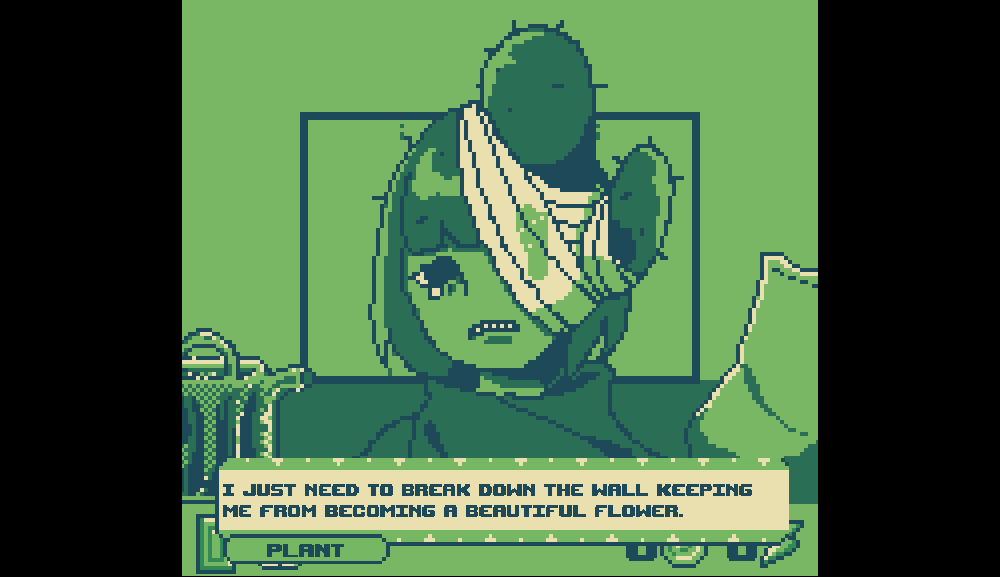 I JUST NEED TO BREAK DOWN THE WALL KEEPING
ME FROM BECOMING A BEAUTIFUL FLOWER.
PLANT